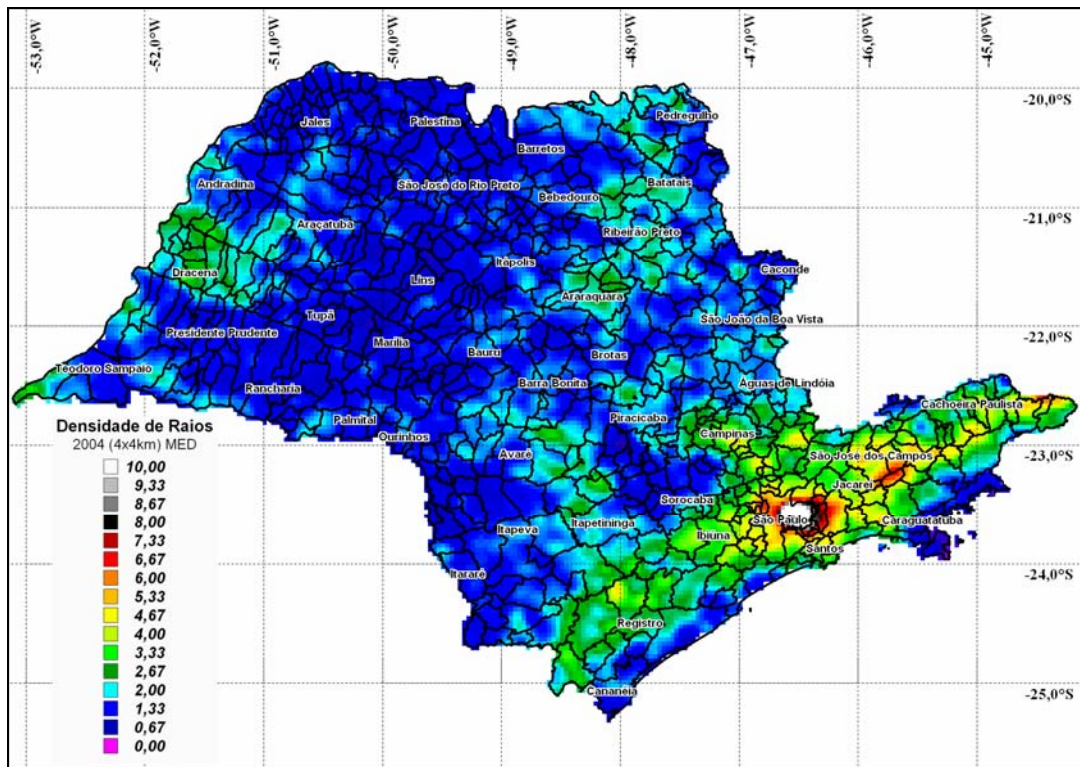 -53,0°W
-52,0°W
-51,0°W
-50,0°W
-49,0°W
-48,0°W
-47,0°W
-46,0°W
-45,0°W
-20,0°S
Pedregulho
Jales
Palestina
Barretos
Andradina
São José do Rio Preto
Batatais
Bebedouro
-21,0°S
Araçatuba
Ribeirão Preto
Itápolis
Caconde
Dracena
Lins
Araraquara
Tupã
São João da Boa Vista
Presidente Prudente
-22,0°S
Marília
Bauru
Brotas
Teodoro Sampaio
Rancharia
Barra Bonita
Águas de Lindóia
Cachoeira Paulista
Palmital
Piracicaba
Ourinhos
Campinas
-23,0°S
Avaré
São José dos Campos
Jacareí
Sorocaba
São Paulo
Caraguatatuba
Itapetininga
Itapeva
Ibiuna
Santos
-24,0°S
Itararé
Registro
-25,0°S
Cananéia
Densidade de Raios
2004 (4x4km) MED
10,00
9,33
8,67
8,00
7,33
6,67
6,00
5,33
4,67
4,00
3,33
2,67
2,00
1,33
0,67
0,00